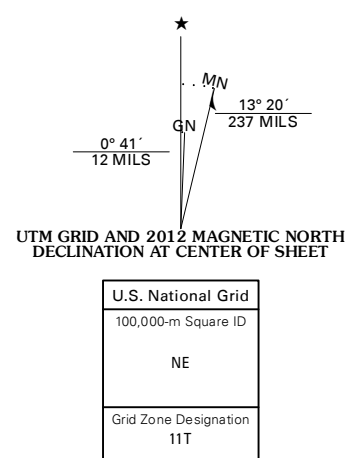 ★
MN
GN
13° 20´
237 MILS
0° 41´
12 MILS
UTM GRID AND 2012 MAGNETIC NORTH
DECLINATION AT CENTER OF SHEET
U.S. National Grid
100,000-m Square ID
NE
Grid Zone Designation
11T